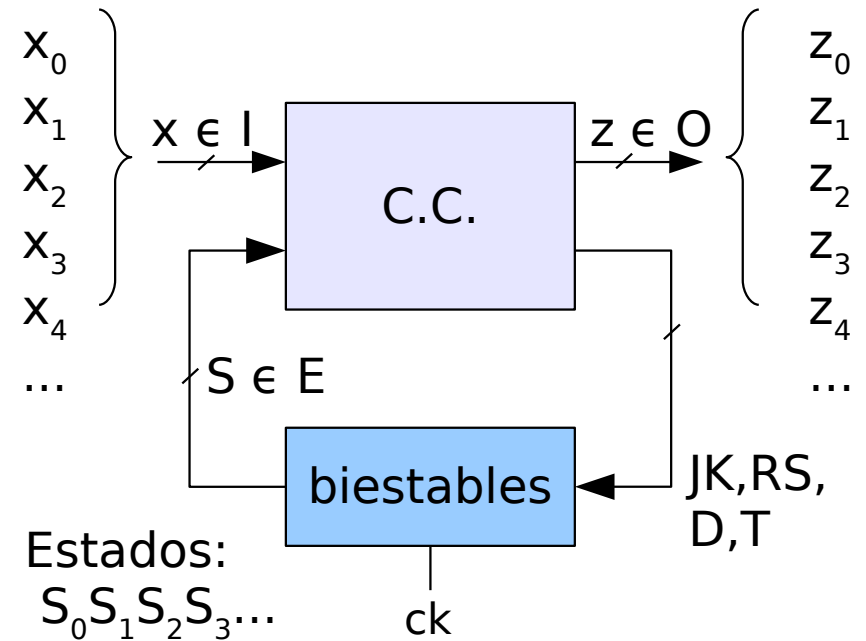 x₀
x₁
x₂
x₃
x₄
...
x ϵ I
C.C.
z ϵ O
z₀
z₁
z₂
z₃
z₄
...
S ϵ E
biestables
JK,RS,
D,T
Estados:
S₀S₁S₂S₃...
ck